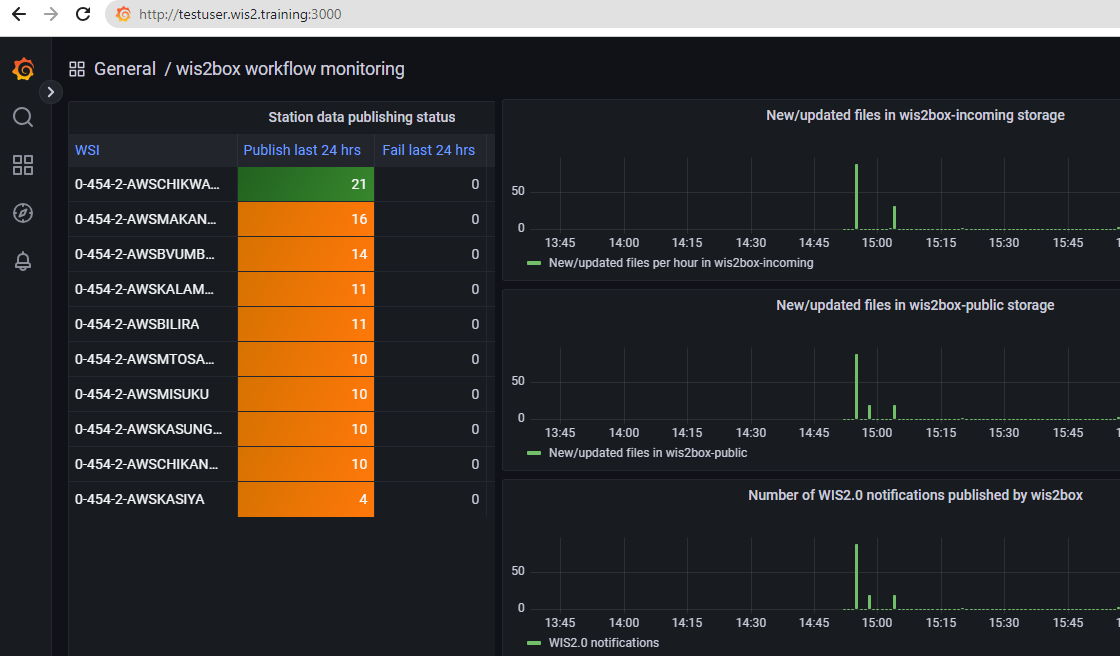 http://testuser.wis2.training:3000
General / wis2box workflow monitoring
Station data publishing status
WSI Publish last 24 hrs Fail last 24 hrs
0-454-2-AWSCHIKWA... 21 0
0-454-2-AWSMAKAN... 16 0
0-454-2-AWSBVUMB... 14 0
0-454-2-AWSKALAM... 11 0
0-454-2-AWSBILIRA 11 0
0-454-2-AWSMTOSA... 10 0
0-454-2-AWSMISUKU 10 0
0-454-2-AWSKASUNG... 10 0
0-454-2-AWSCHIKAN... 10 0
0-454-2-AWSKASIYA 4 0
New/updated files in wis2box-incoming storage
50
0
13:45 14:00 14:15 14:30 14:45 15:00 15:15 15:30 15:45
New/updated files per hour in wis2box-incoming
New/updated files in wis2box-public storage
50
0
13:45 14:00 14:15 14:30 14:45 15:00 15:15 15:30 15:45
New/updated files in wis2box-public
Number of WIS2.0 notifications published by wis2box
50
0
13:45 14:00 14:15 14:30 14:45 15:00 15:15 15:30 15:45
WIS2.0 notifications